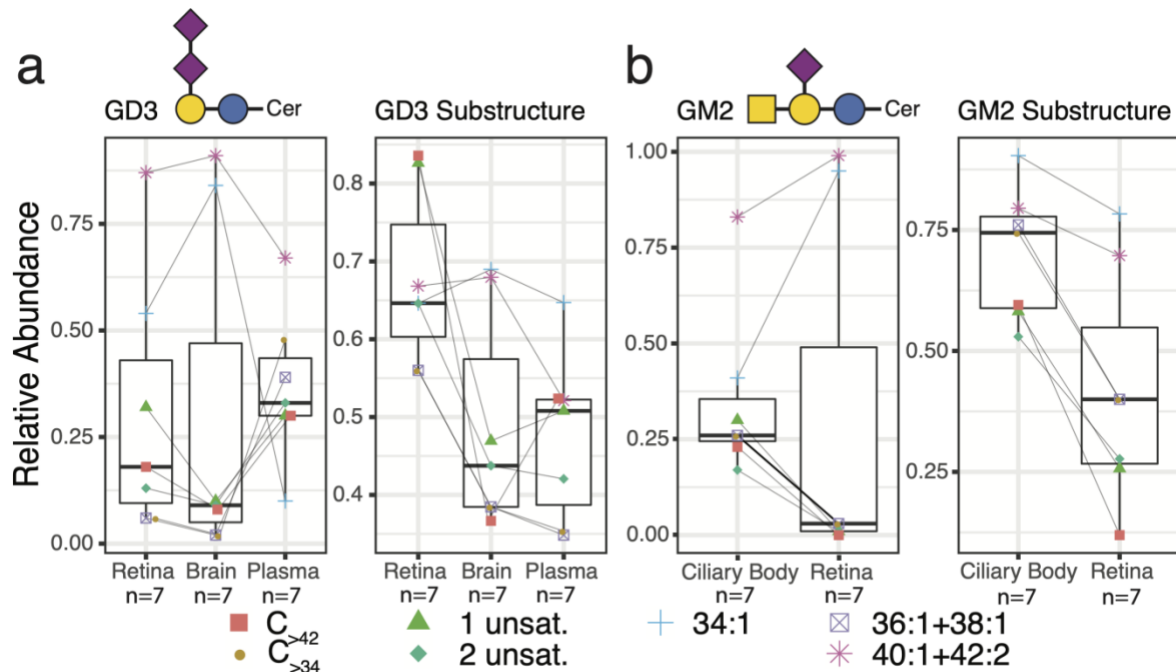 a
b
GD3
Cer
GD3 Substructure
GM2
Cer
GM2 Substructure
Relative Abundance
0.75
0.50
0.25
0.00
0.8
0.7
0.6
0.5
0.4
1.00
0.75
0.50
0.25
0.00
0.75
0.50
0.25
Retina Brain Plasma
n=7 n=7 n=7
Retina Brain Plasma
n=7 n=7 n=7
Ciliary Body Retina
n=7 n=7
Ciliary Body Retina
n=7 n=7
C>42
C>34
1 unsat.
2 unsat.
34:1
36:1+38:1
40:1+42:2